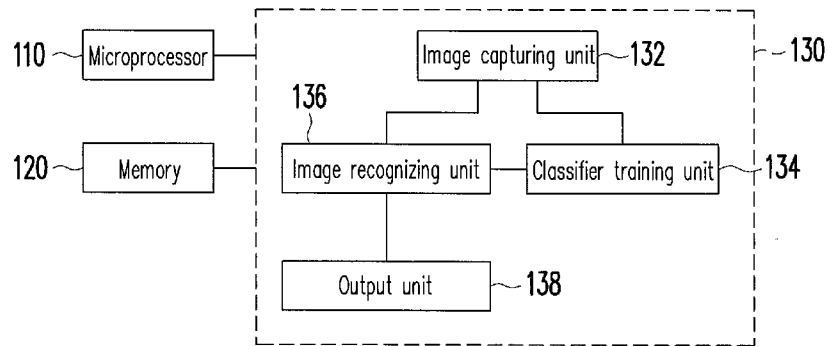 110 Microprocessor
Image capturing unit 132
130
136
120 Memory
Image recognizing unit
Classifier training unit 134
Output unit 138